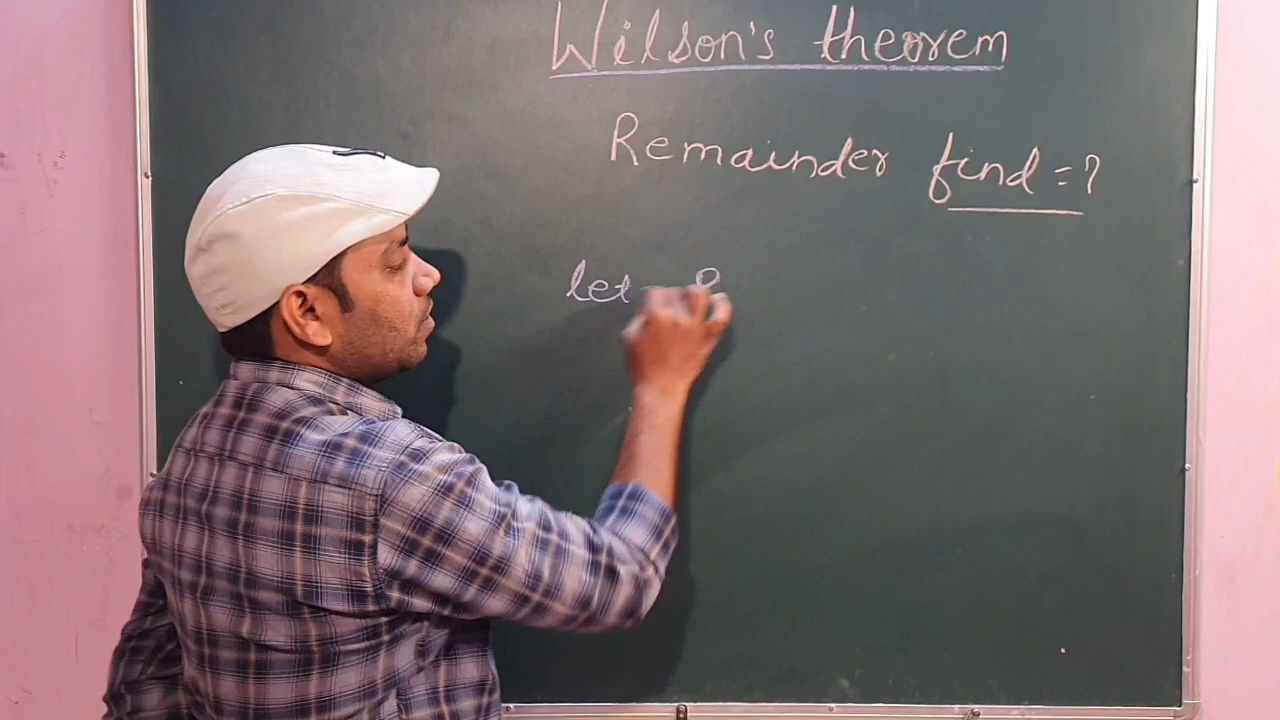 Wilson's theorem
Remainder find = ?
let